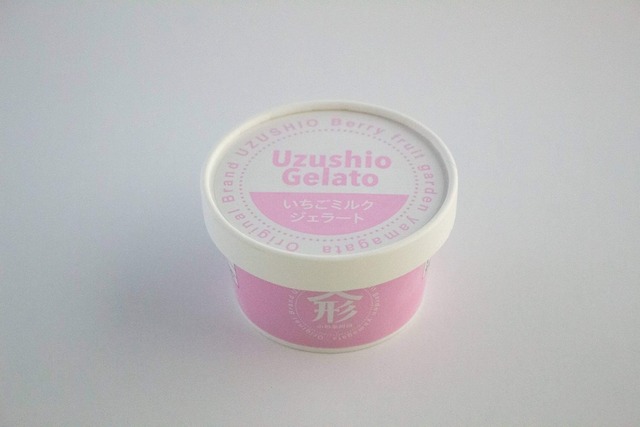 Original Brand UZUSHIO Berry fruit garden Yamagata
Uzushio
Gelato
いちごミルク
ジェラート
形